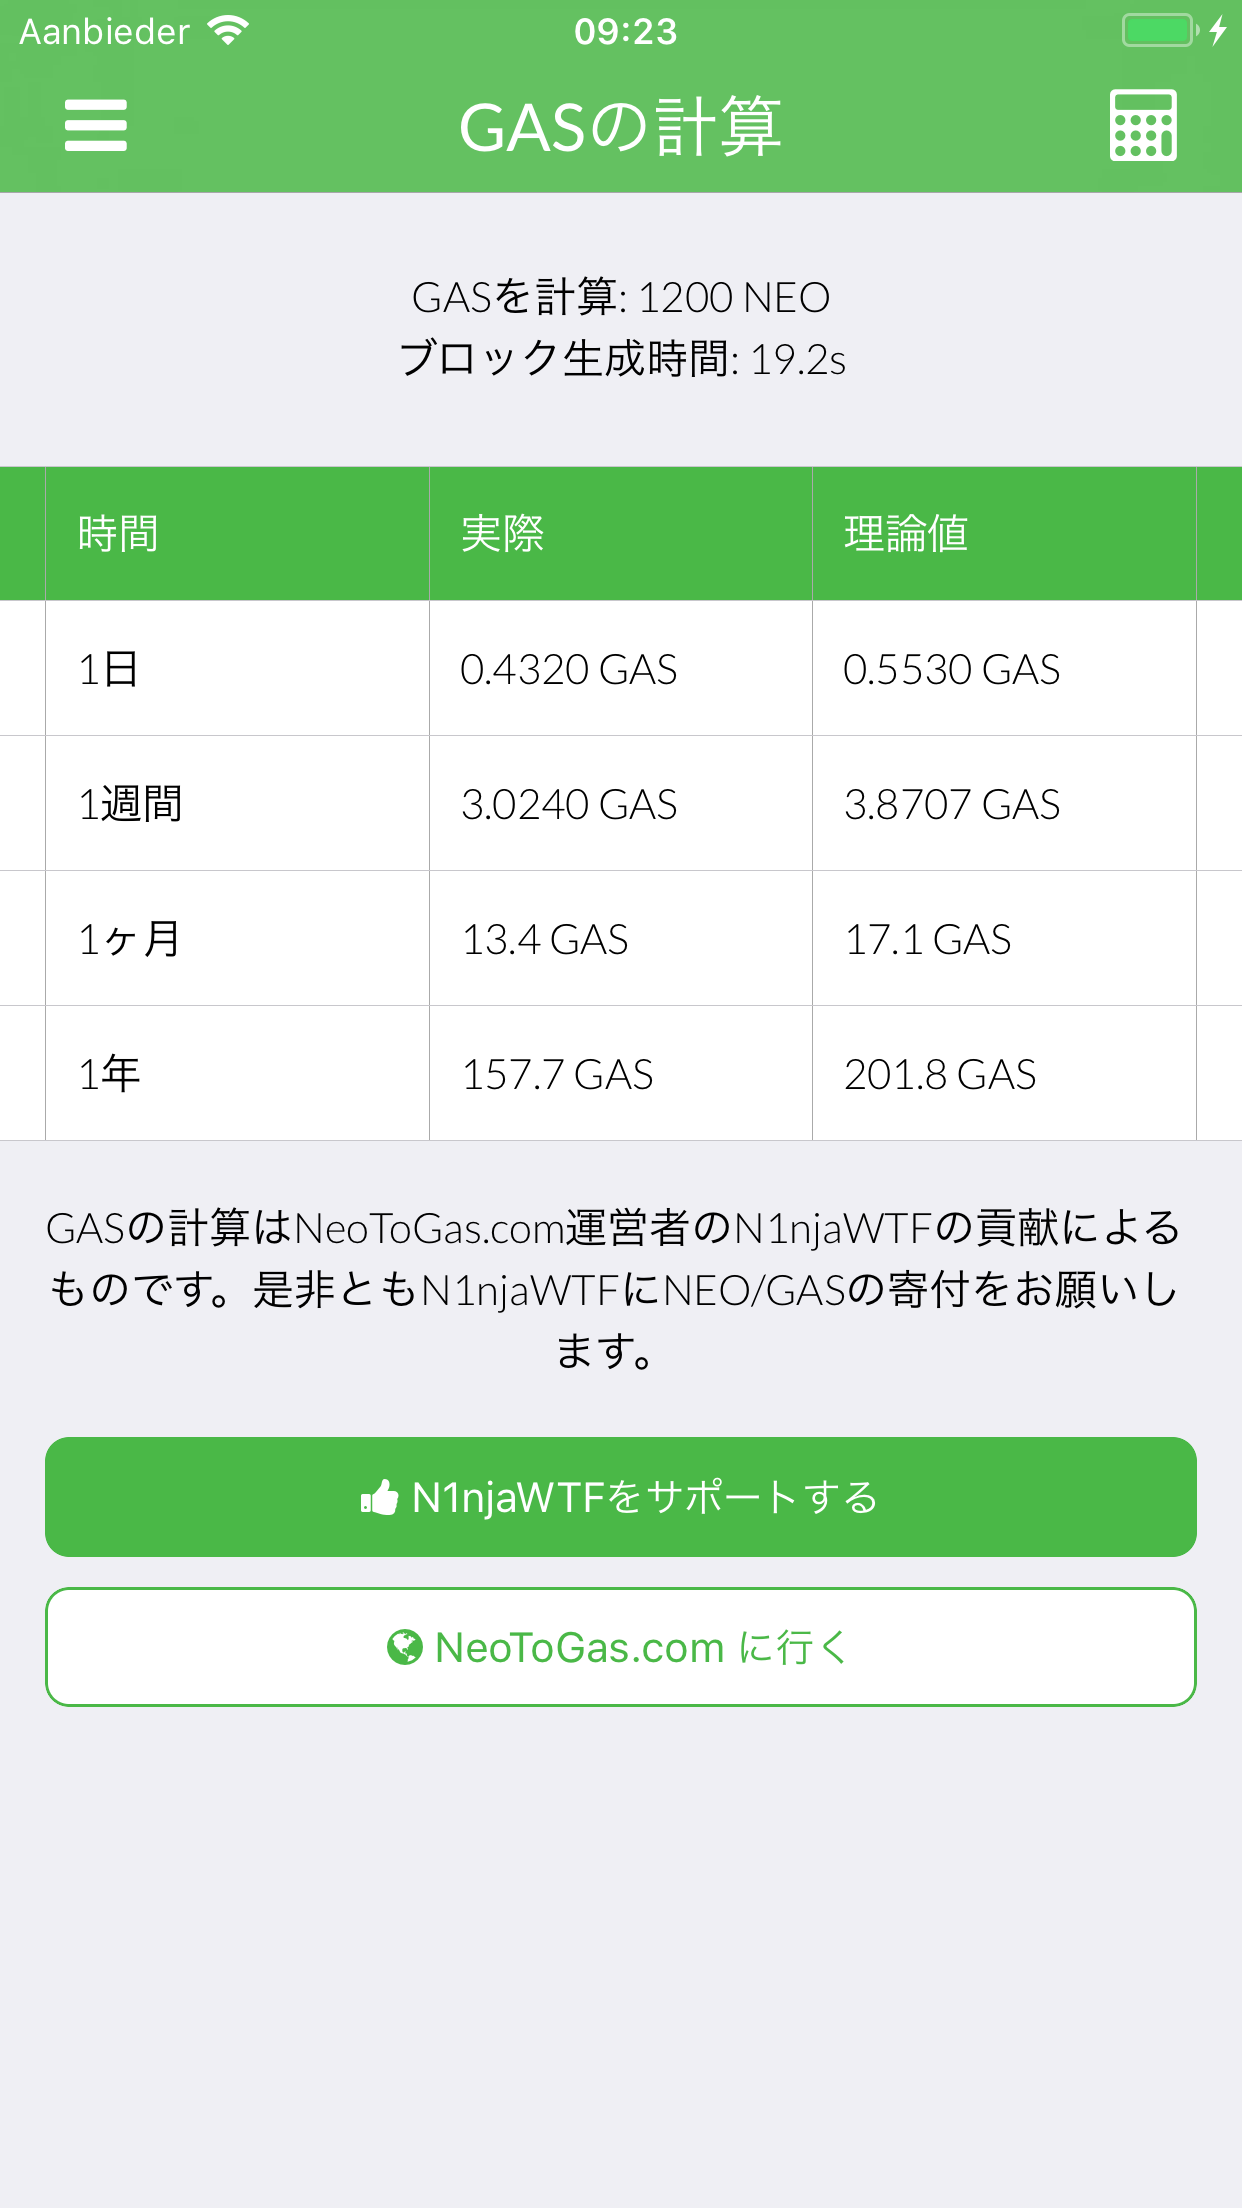 Aanbieder 09:23
GASの計算
GASを計算: 1200 NEO
ブロック生成時間: 19.2s
時間 実際 理論値
1日 0.4320 GAS 0.5530 GAS
1週間 3.0240 GAS 3.8707 GAS
1ヶ月 13.4 GAS 17.1 GAS
1年 157.7 GAS 201.8 GAS
GASの計算はNeoToGas.com運営者のN1njaWTFの貢献による
ものです。是非ともN1njaWTFにNEO/GASの寄付をお願いし
ます。
N1njaWTFをサポートする
NeoToGas.com に行く